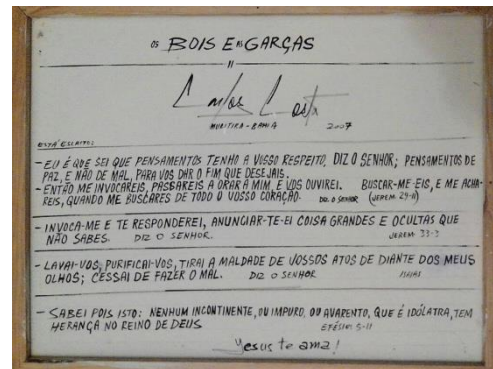 OS BOIS E AS GARÇAS
11
Carlos Costa
MURITIBA - BAHIA 2007
ESTÁ ESCRITO:
- EU É QUE SEI QUE PENSAMENTOS TENHO A VOSSO RESPEITO, DIZ O SENHOR; PENSAMENTOS DE
PAZ, E NÃO DE MAL, PARA VOS DAR O FIM QUE DESEJAIS.
- ENTÃO ME INVOCAREIS, PASSAREIS A ORAR A MIM, E VOS OUVIREI. BUSCAR-ME-EIS, E ME ACHA-
REIS, QUANDO ME BUSCARES DE TODO O VOSSO CORAÇÃO. DIZ O SENHOR (JEREM. 29-11)
- INVOCA-ME E TE RESPONDEREI, ANUNCIAR-TE-EI COISA GRANDES E OCULTAS QUE
NÃO SABES. DIZ O SENHOR. JEREM. 33-3
- LAVAI-VOS, PURIFICAI-VOS, TIRAI A MALDADE DE VOSSOS ATOS DE DIANTE DOS MEUS
OLHOS; CESSAI DE FAZER O MAL. DIZ O SENHOR ISAIAS
- SABEI POIS ISTO: NENHUM INCONTINENTE, OU IMPURO, OU AVARENTO, QUE É IDÓLATRA, TEM
HERANÇA NO REINO DE DEUS EFÉSIO 5-11
Yesus te ama!